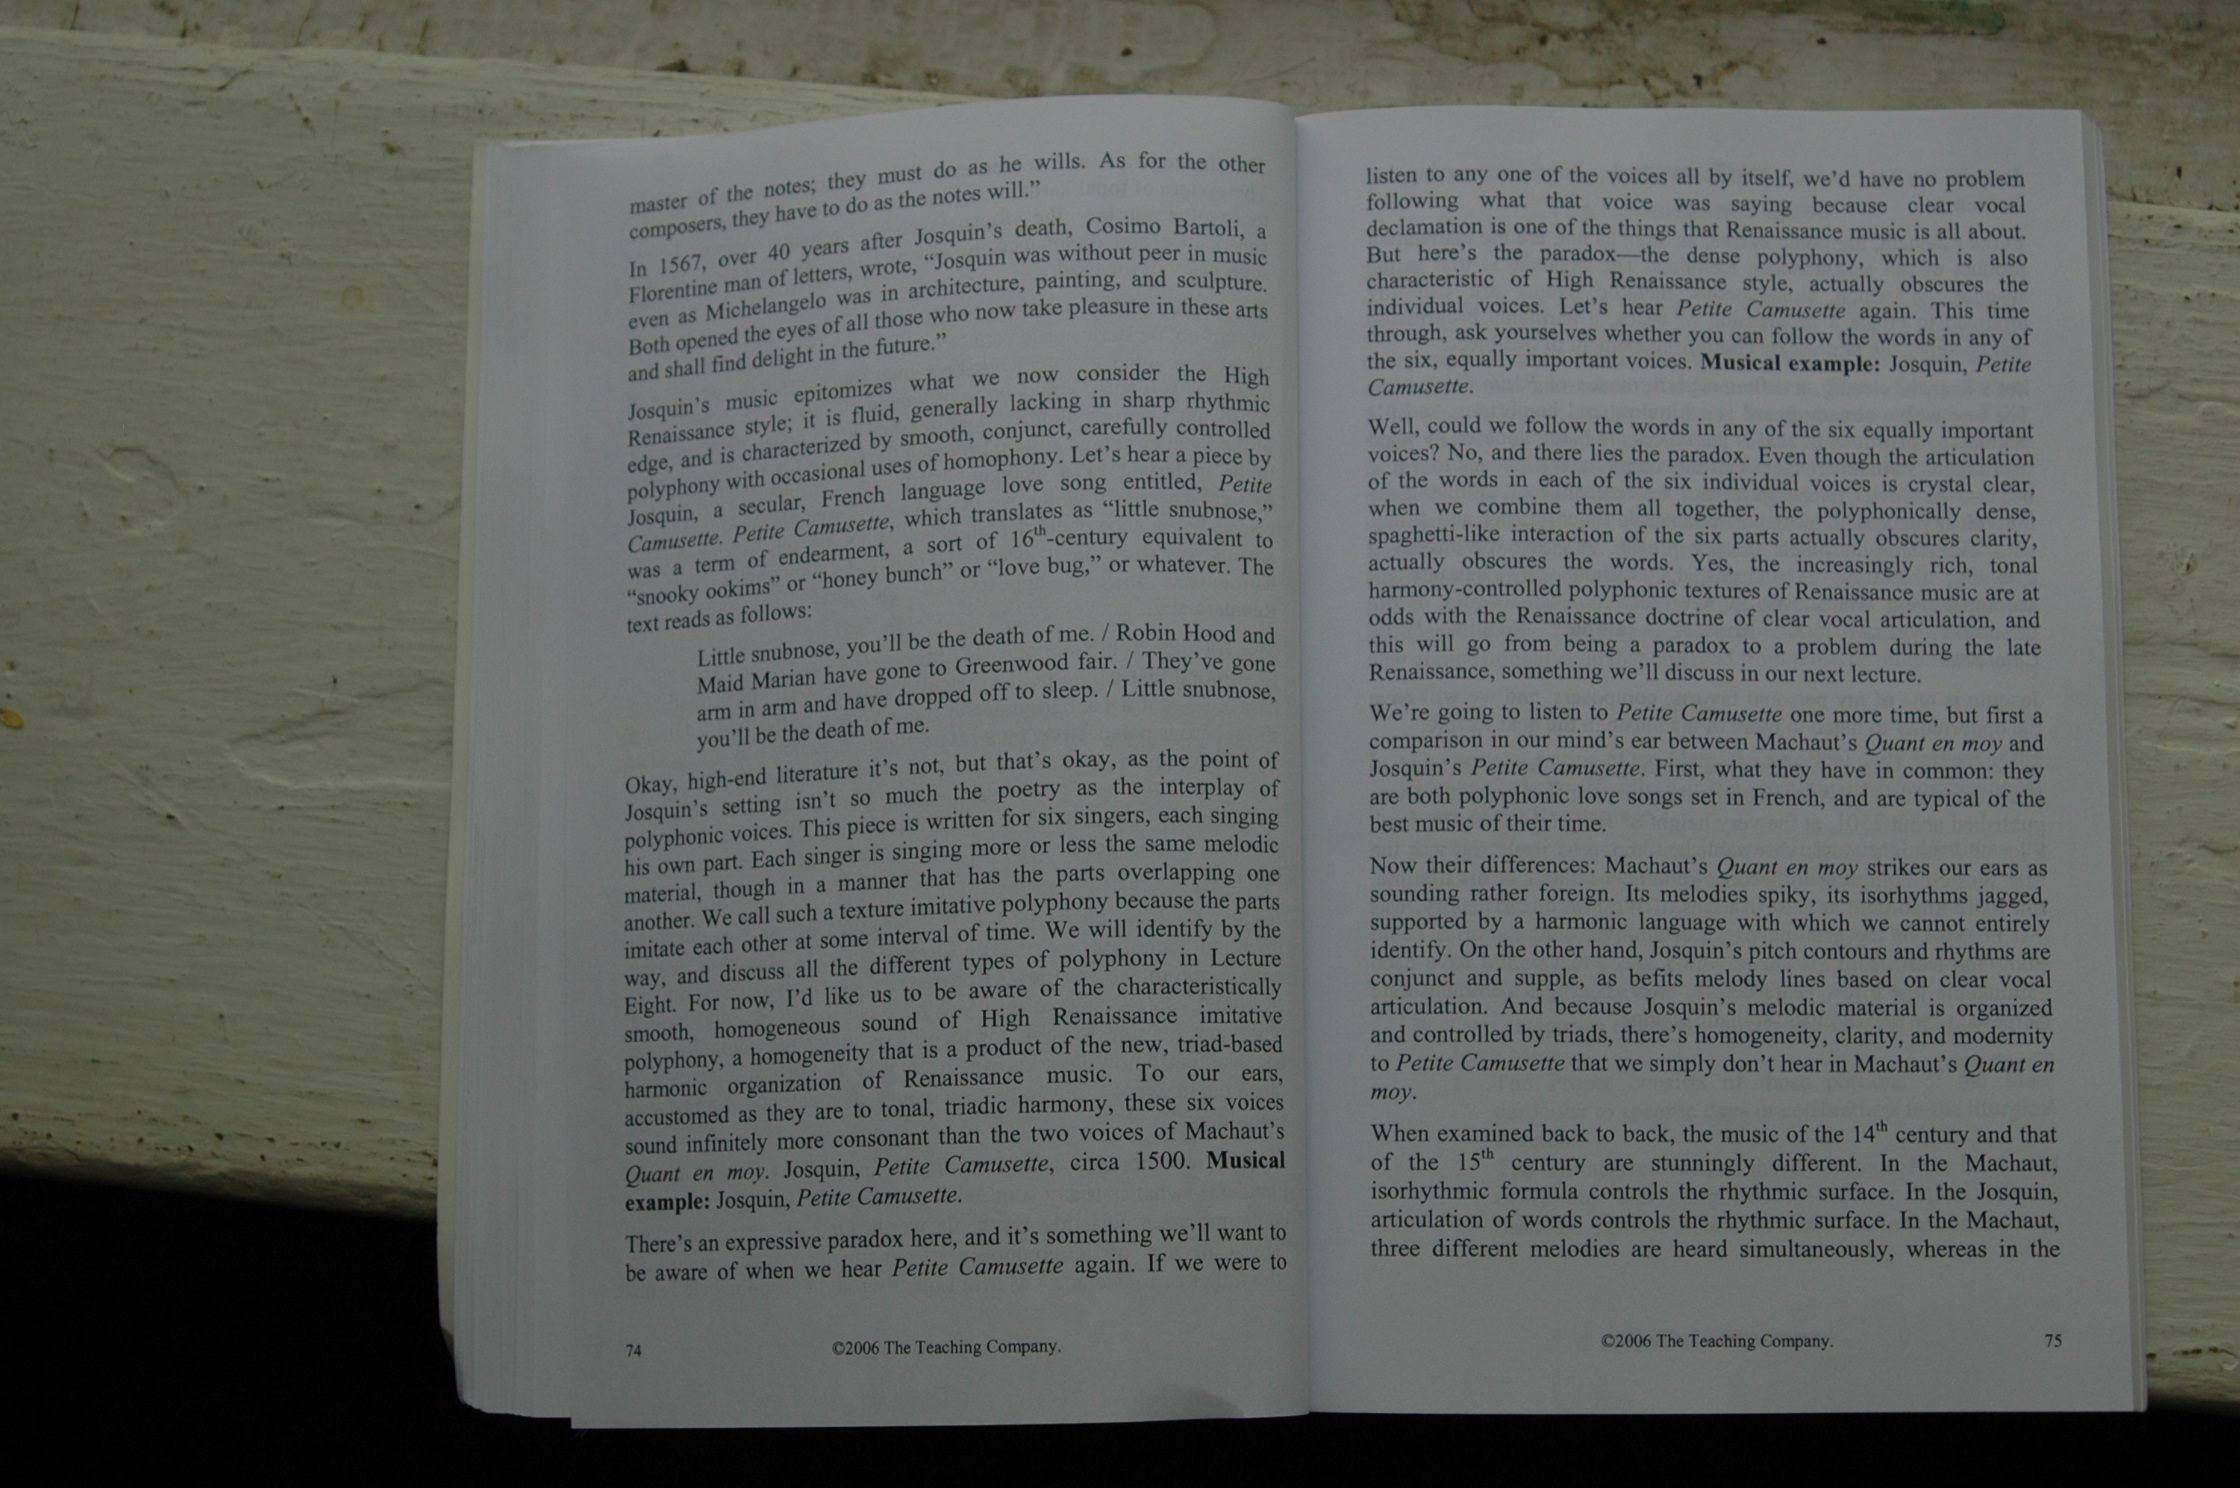 master of the notes; they must do as he wills. As for the other
composers, they have to do as the notes will.”
In 1567, over 40 years after Josquin’s death, Cosimo Bartoli, a
Florentine man of letters, wrote, “Josquin was without peer in music
even as Michelangelo was in architecture, painting, and sculpture.
Both opened the eyes of all those who now take pleasure in these arts
and shall find delight in the future.”
Josquin’s music epitomizes what we now consider the High
Renaissance style; it is fluid, generally lacking in sharp rhythmic
edge, and is characterized by smooth, conjunct, carefully controlled
polyphony with occasional uses of homophony. Let’s hear a piece by
Josquin, a secular, French language love song entitled, Petite
Camusette. Petite Camusette, which translates as “little snubnose,”
was a term of endearment, a sort of 16th-century equivalent to
“snooky ookims” or “honey bunch” or “love bug,” or whatever. The
text reads as follows:
Little snubnose, you’ll be the death of me. / Robin Hood and
Maid Marian have gone to Greenwood fair. / They’ve gone
arm in arm and have dropped off to sleep. / Little snubnose,
you’ll be the death of me.
Okay, high-end literature it’s not, but that’s okay, as the point of
Josquin’s setting isn’t so much the poetry as the interplay of
polyphonic voices. This piece is written for six singers, each singing
his own part. Each singer is singing more or less the same melodic
material, though in a manner that has the parts overlapping one
another. We call such a texture imitative polyphony because the parts
imitate each other at some interval of time. We will identify by the
way, and discuss all the different types of polyphony in Lecture
Eight. For now, I’d like us to be aware of the characteristically
smooth, homogeneous sound of High Renaissance imitative
polyphony, a homogeneity that is a product of the new, triad-based
harmonic organization of Renaissance music. To our ears,
accustomed as they are to tonal, triadic harmony, these six voices
sound infinitely more consonant than the two voices of Machaut’s
Quant en moy. Josquin, Petite Camusette, circa 1500. Musical
example: Josquin, Petite Camusette.
There’s an expressive paradox here, and it’s something we’ll want to
be aware of when we hear Petite Camusette again. If we were to
74 ©2006 The Teaching Company.
listen to any one of the voices all by itself, we’d have no problem
following what that voice was saying because clear vocal
declamation is one of the things that Renaissance music is all about.
But here’s the paradox—the dense polyphony, which is also
characteristic of High Renaissance style, actually obscures the
individual voices. Let’s hear Petite Camusette again. This time
through, ask yourselves whether you can follow the words in any of
the six, equally important voices. Musical example: Josquin, Petite
Camusette.
Well, could we follow the words in any of the six equally important
voices? No, and there lies the paradox. Even though the articulation
of the words in each of the six individual voices is crystal clear,
when we combine them all together, the polyphonically dense,
spaghetti-like interaction of the six parts actually obscures clarity,
actually obscures the words. Yes, the increasingly rich, tonal
harmony-controlled polyphonic textures of Renaissance music are at
odds with the Renaissance doctrine of clear vocal articulation, and
this will go from being a paradox to a problem during the late
Renaissance, something we’ll discuss in our next lecture.
We’re going to listen to Petite Camusette one more time, but first a
comparison in our mind’s ear between Machaut’s Quant en moy and
Josquin’s Petite Camusette. First, what they have in common: they
are both polyphonic love songs set in French, and are typical of the
best music of their time.
Now their differences: Machaut’s Quant en moy strikes our ears as
sounding rather foreign. Its melodies spiky, its isorhythms jagged,
supported by a harmonic language with which we cannot entirely
identify. On the other hand, Josquin’s pitch contours and rhythms are
conjunct and supple, as befits melody lines based on clear vocal
articulation. And because Josquin’s melodic material is organized
and controlled by triads, there’s homogeneity, clarity, and modernity
to Petite Camusette that we simply don’t hear in Machaut’s Quant en
moy.
When examined back to back, the music of the 14th century and that
of the 15th century are stunningly different. In the Machaut,
isorhythmic formula controls the rhythmic surface. In the Josquin,
articulation of words controls the rhythmic surface. In the Machaut,
three different melodies are heard simultaneously, whereas in the
©2006 The Teaching Company. 75